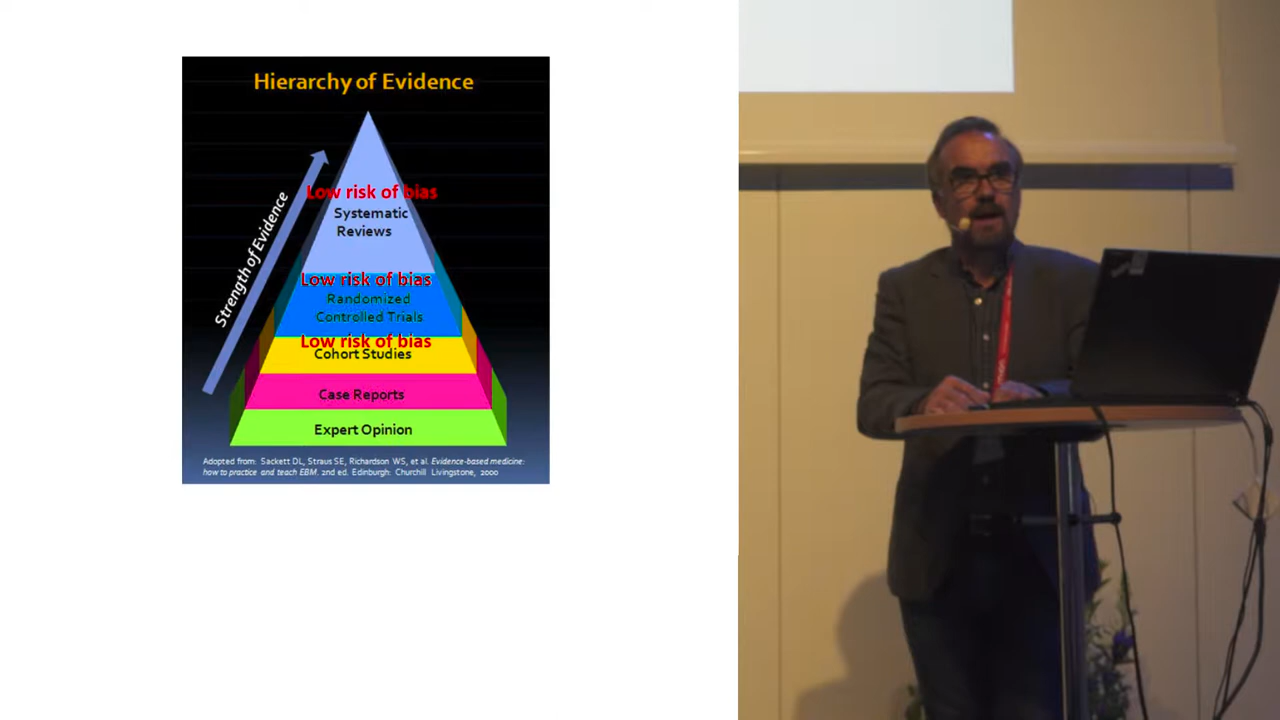 Hierarchy of Evidence
Strength of Evidence
Low risk of bias
Systematic
Reviews
Low risk of bias
Randomized
Controlled Trials
Low risk of bias
Cohort Studies
Case Reports
Expert Opinion
Adopted from: Sackett DL, Straus SE, Richardson WS, et al. Evidence-based medicine:
how to practice and teach EBM. 2nd ed. Edinburgh: Churchill Livingstone, 2000